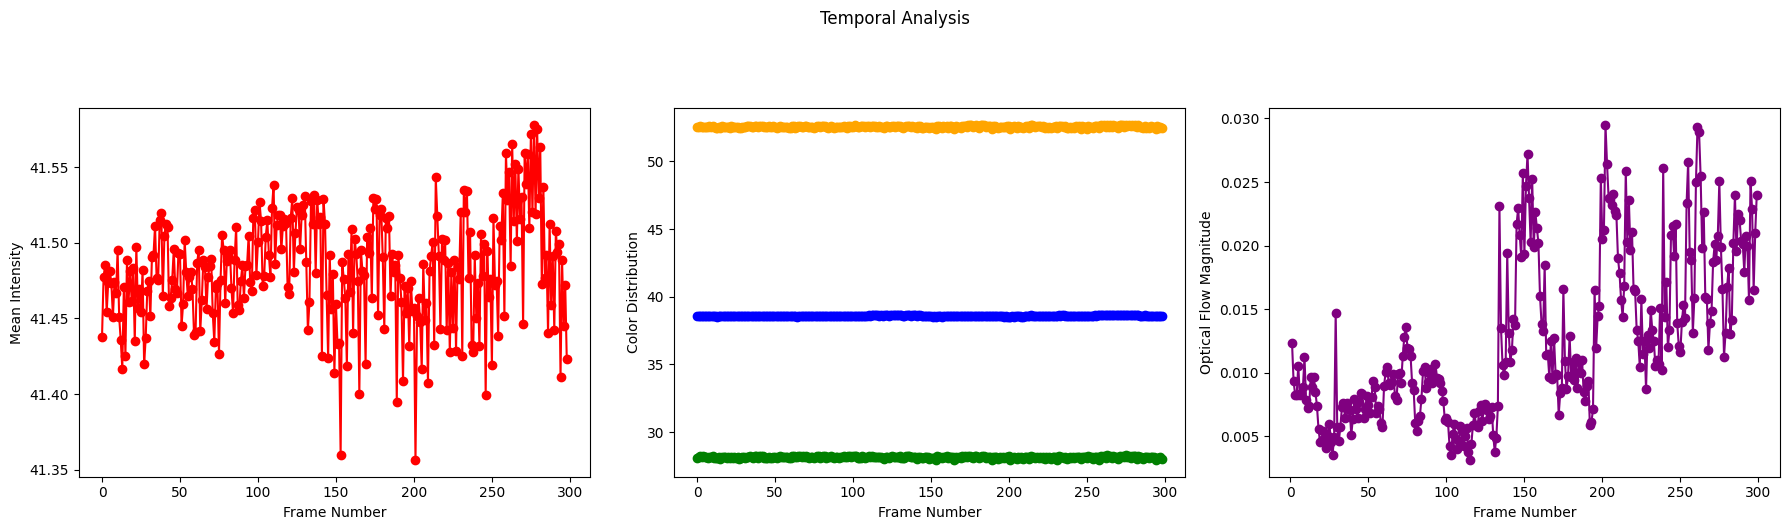 Temporal Analysis
Mean Intensity
41.55
41.50
41.45
41.40
41.35
0 50 100 150 200 250 300
Frame Number
Color Distribution
50
45
40
35
30
0 50 100 150 200 250 300
Frame Number
Optical Flow Magnitude
0.030
0.025
0.020
0.015
0.010
0.005
0 50 100 150 200 250 300
Frame Number